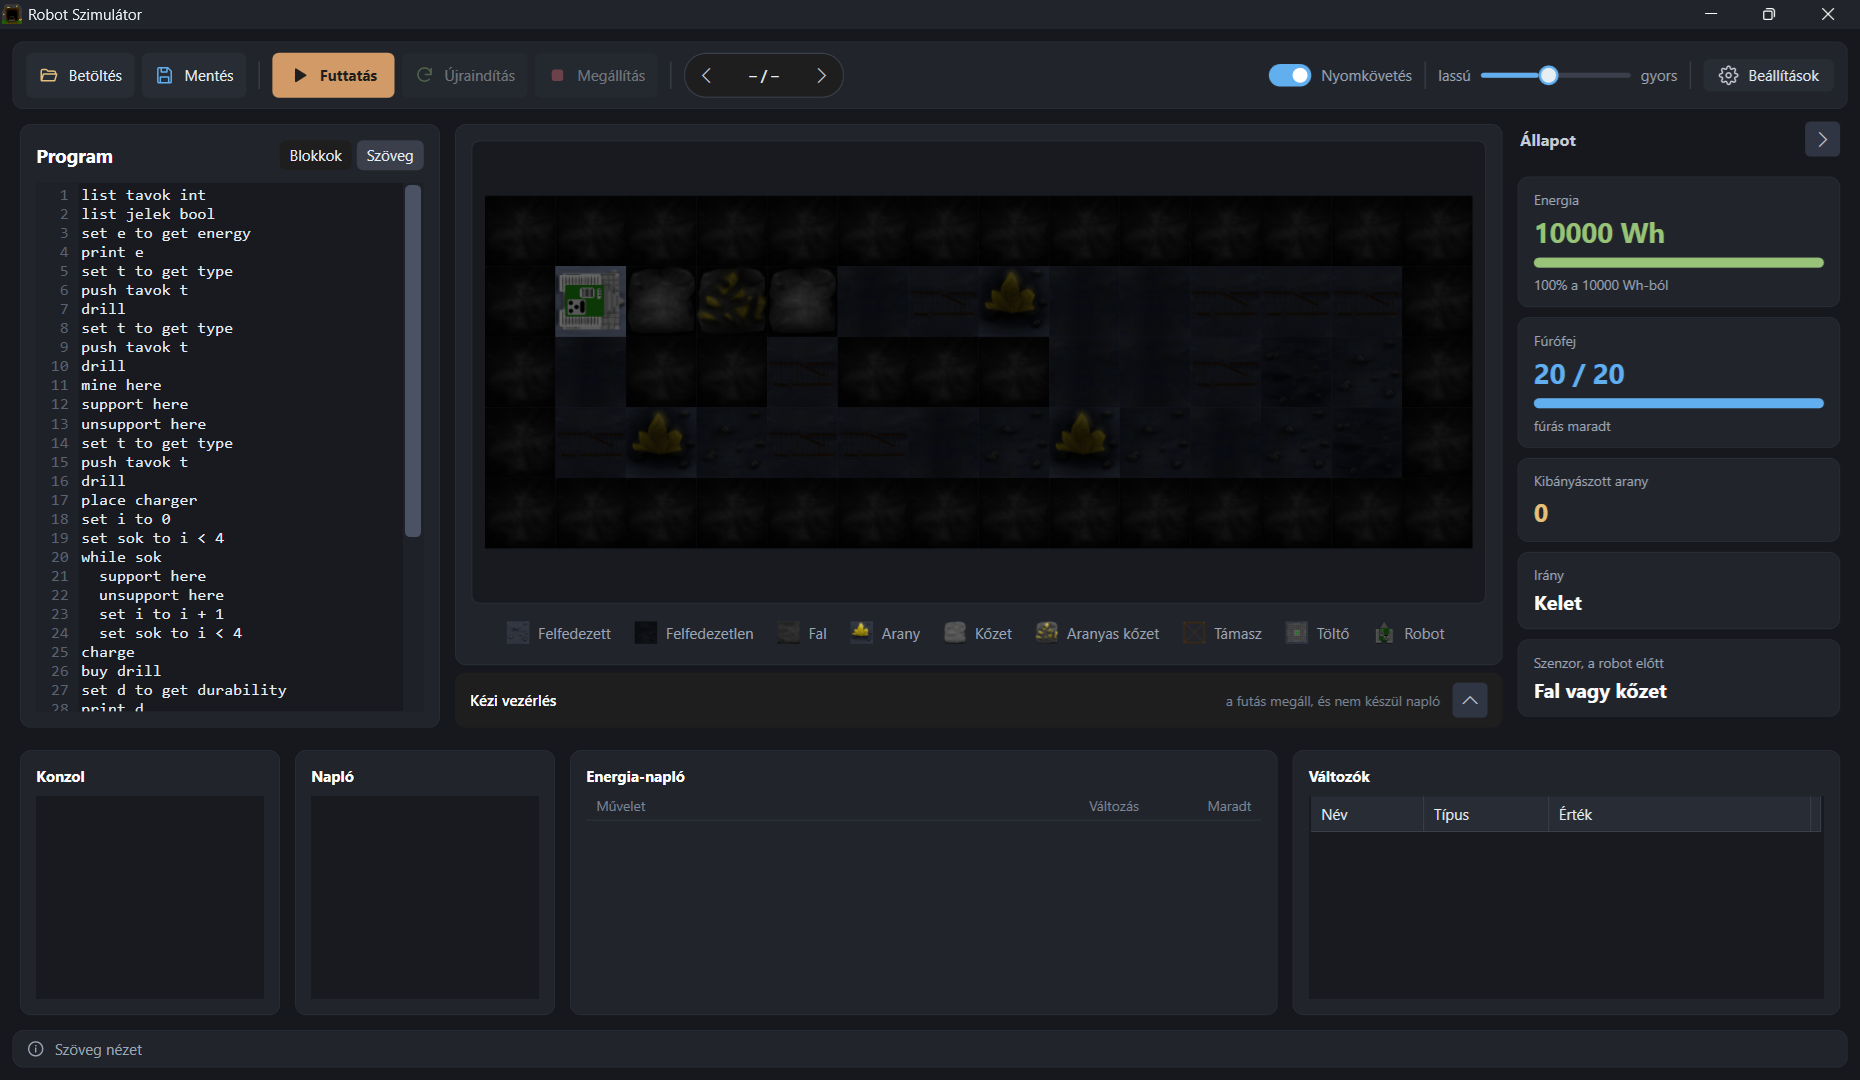 Robot Szimulátor
Betöltés
Mentés
Futtatás
Újraindítás
Megállítás
–/–
Nyomkövetés
lassú
gyors
Beállítások
Program
Blokkok
Szöveg
1 list tavok int
2 list jelek bool
3 set e to get energy
4 print e
5 set t to get type
6 push tavok t
7 drill
8 set t to get type
9 push tavok t
10 drill
11 mine here
12 support here
13 unsupport here
14 set t to get type
15 push tavok t
16 drill
17 place charger
18 set i to 0
19 set sok to i < 4
20 while sok
21   support here
22   unsupport here
23   set i to i + 1
24   set sok to i < 4
25 charge
26 buy drill
27 set d to get durability
28 print d
Felfedezett
Felfedezetlen
Fal
Arany
Kőzet
Aranyas kőzet
Támasz
Töltő
Robot
Kézi vezérlés
a futás megáll, és nem készül napló
Állapot
Energia
10000 Wh
100% a 10000 Wh-ból
Fúrófej
20 / 20
fúrás maradt
Kibányászott arany
0
Irány
Kelet
Szenzor, a robot előtt
Fal vagy kőzet
Konzol
Napló
Energia-napló
Művelet
Változás
Maradt
Változók
Név
Típus
Érték
Szöveg nézet